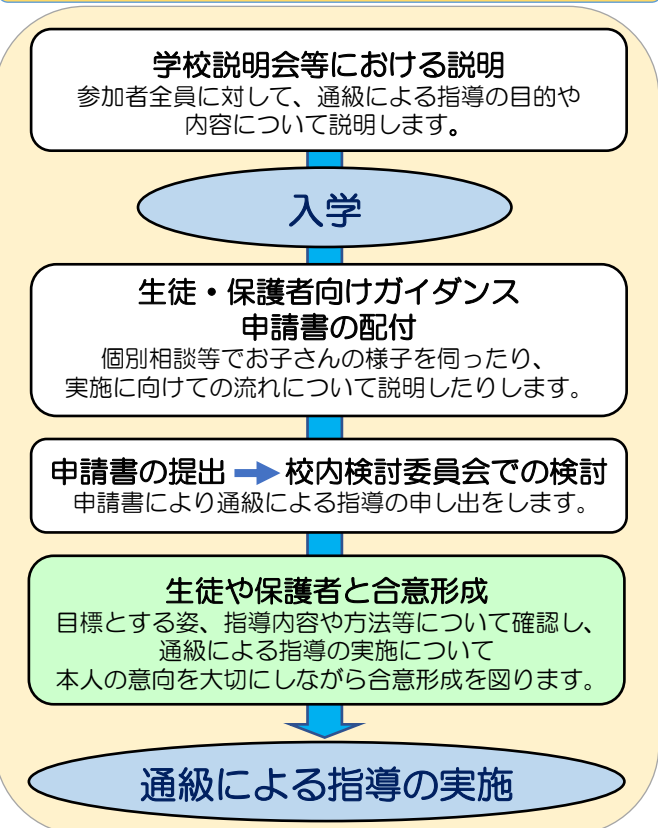 学校説明会等における説明
参加者全員に対して、通級による指導の目的や
内容について説明します。
入学
生徒・保護者向けガイダンス
申請書の配付
個別相談等でお子さんの様子を伺ったり、
実施に向けての流れについて説明したりします。
申請書の提出 校内検討委員会での検討
申請書により通級による指導の申し出をします。
生徒や保護者と合意形成
目標とする姿、指導内容や方法等について確認し、
通級による指導の実施について
本人の意向を大切にしながら合意形成を図ります。
通級による指導の実施